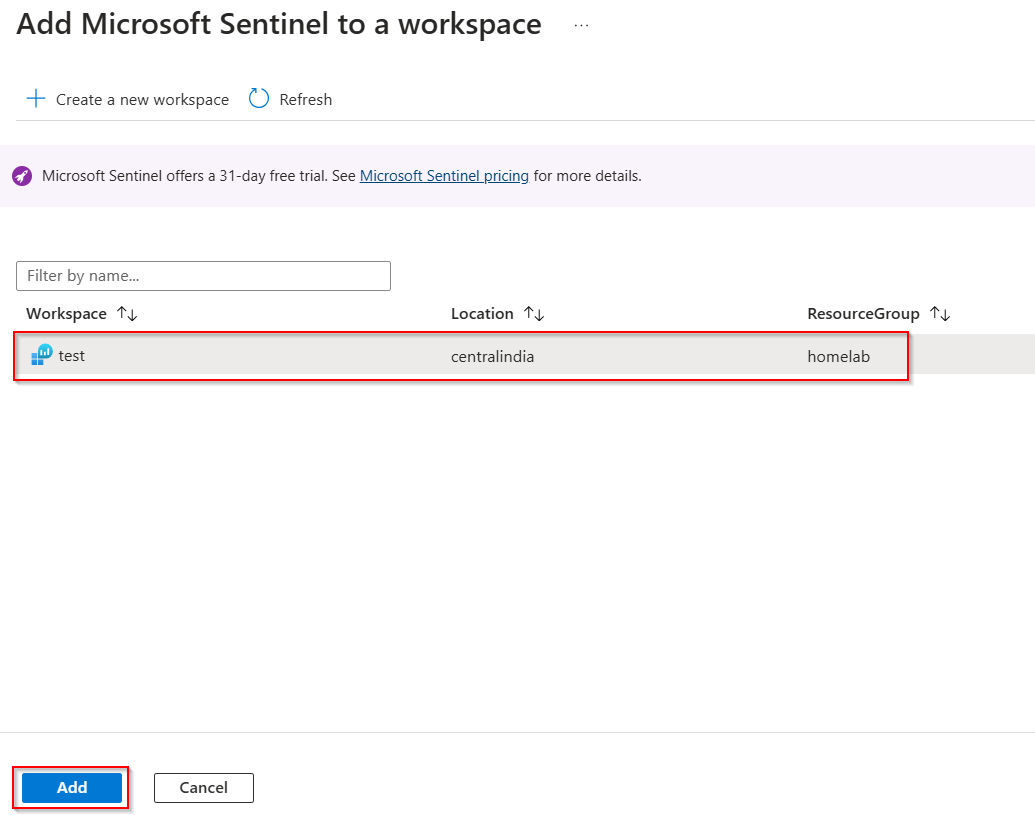 Add Microsoft Sentinel to a workspace ...
Create a new workspace Refresh
Microsoft Sentinel offers a 31-day free trial. See Microsoft Sentinel pricing for more details.
Filter by name...
Workspace ↑↓ Location ↑↓ ResourceGroup ↑↓
test centralindia homelab
Add Cancel